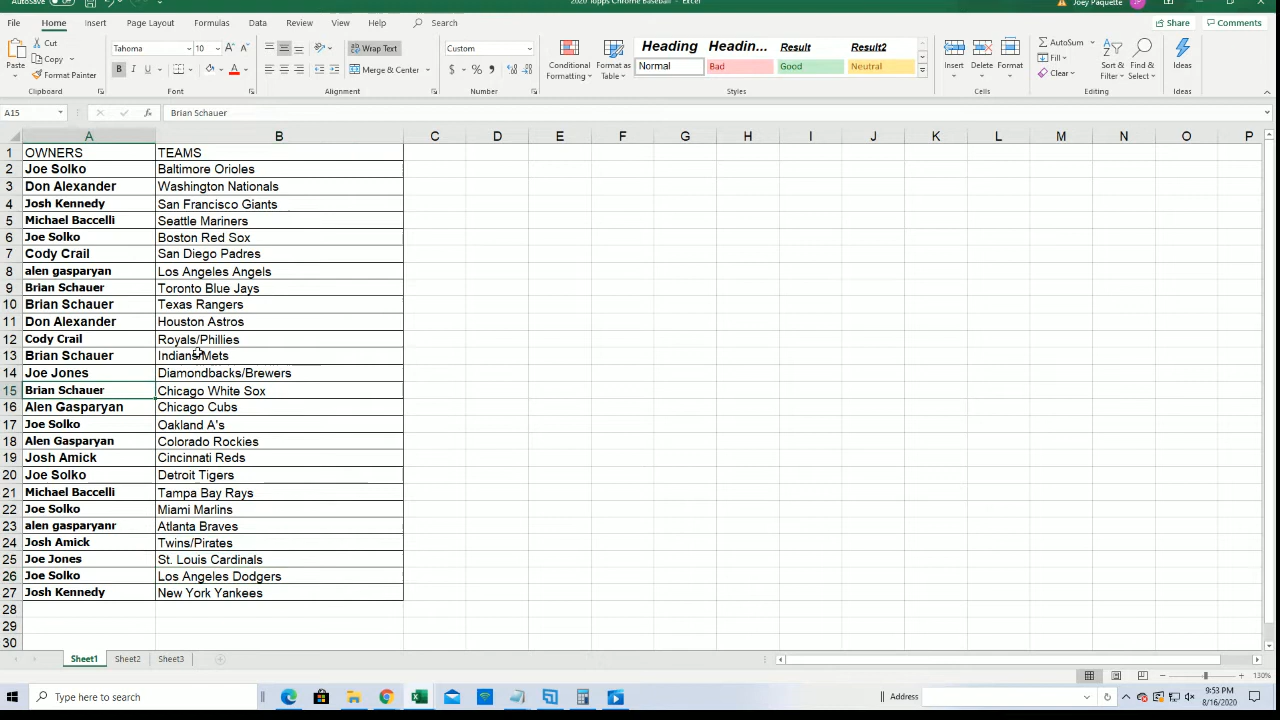 AutoSave Off 2020 Topps Chrome Baseball - Excel Joey Paquette JP
File Home Insert Page Layout Formulas Data Review View Help Search Share Comments
Paste Cut Copy Format Painter Clipboard
Tahoma 10 Font
Wrap Text Merge & Center Alignment
Custom Number
Conditional Formatting Format as Table
Heading Headin... Result Result2
Normal Bad Good Neutral Styles
Insert Delete Format Cells
AutoSum Fill Clear Sort & Filter Find & Select Editing
Ideas Ideas
A15 fx Brian Schauer
A B C D E F G H I J K L M N O P
1 OWNERS TEAMS
2 Joe Solko Baltimore Orioles
3 Don Alexander Washington Nationals
4 Josh Kennedy San Francisco Giants
5 Michael Baccelli Seattle Mariners
6 Joe Solko Boston Red Sox
7 Cody Crail San Diego Padres
8 alen gasparyan Los Angeles Angels
9 Brian Schauer Toronto Blue Jays
10 Brian Schauer Texas Rangers
11 Don Alexander Houston Astros
12 Cody Crail Royals/Phillies
13 Brian Schauer Indians/Mets
14 Joe Jones Diamondbacks/Brewers
15 Brian Schauer Chicago White Sox
16 Alen Gasparyan Chicago Cubs
17 Joe Solko Oakland A's
18 Alen Gasparyan Colorado Rockies
19 Josh Amick Cincinnati Reds
20 Joe Solko Detroit Tigers
21 Michael Baccelli Tampa Bay Rays
22 Joe Solko Miami Marlins
23 alen gasparyanr Atlanta Braves
24 Josh Amick Twins/Pirates
25 Joe Jones St. Louis Cardinals
26 Joe Solko Los Angeles Dodgers
27 Josh Kennedy New York Yankees
28
29
30
Sheet1 Sheet2 Sheet3
130%
Type here to search Address 9:53 PM
8/16/2020